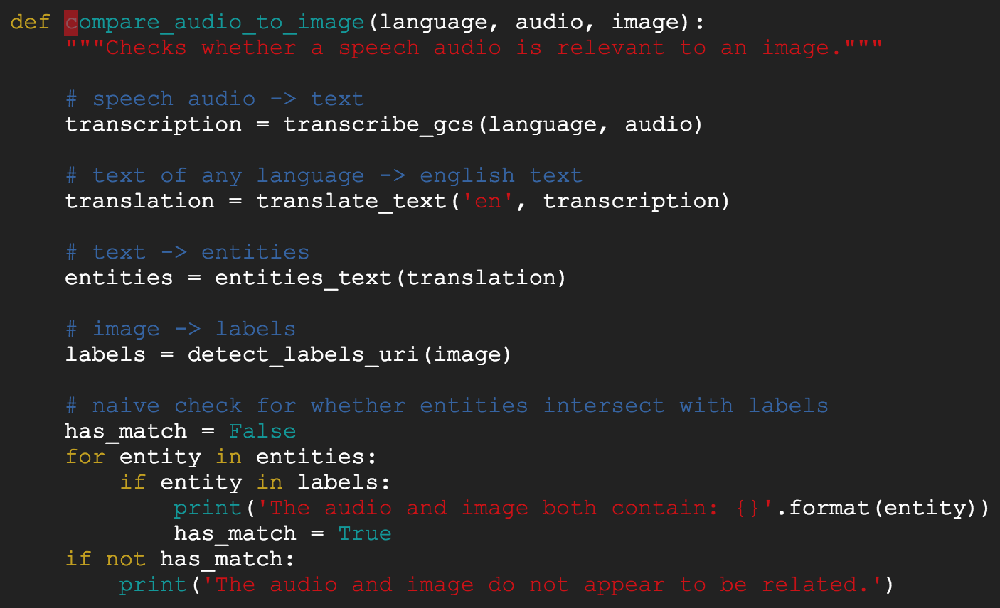 def compare_audio_to_image(language, audio, image):
    """Checks whether a speech audio is relevant to an image."""

    # speech audio -> text
    transcription = transcribe_gcs(language, audio)

    # text of any language -> english text
    translation = translate_text('en', transcription)

    # text -> entities
    entities = entities_text(translation)

    # image -> labels
    labels = detect_labels_uri(image)

    # naive check for whether entities intersect with labels
    has_match = False
    for entity in entities:
        if entity in labels:
            print('The audio and image both contain: {}'.format(entity))
            has_match = True
    if not has_match:
        print('The audio and image do not appear to be related.')